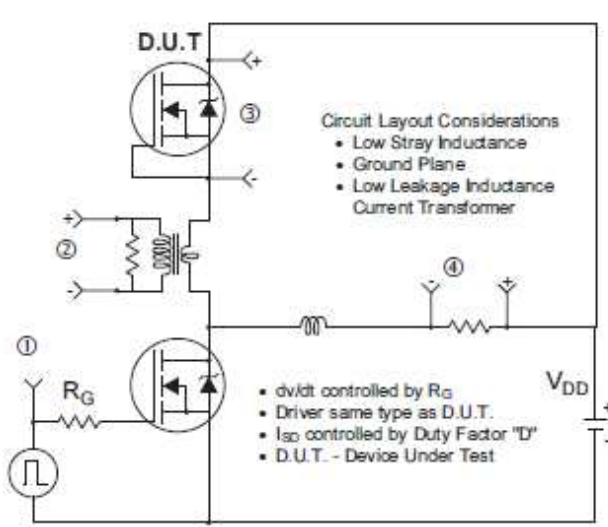 D.U.T
+
③
-
Circuit Layout Considerations
• Low Stray Inductance
• Ground Plane
• Low Leakage Inductance
Current Transformer
+
②
-
④
- +
①
RG
VDD
+
-
• dv/dt controlled by RG
• Driver same type as D.U.T.
• ISD controlled by Duty Factor "D"
• D.U.T. - Device Under Test